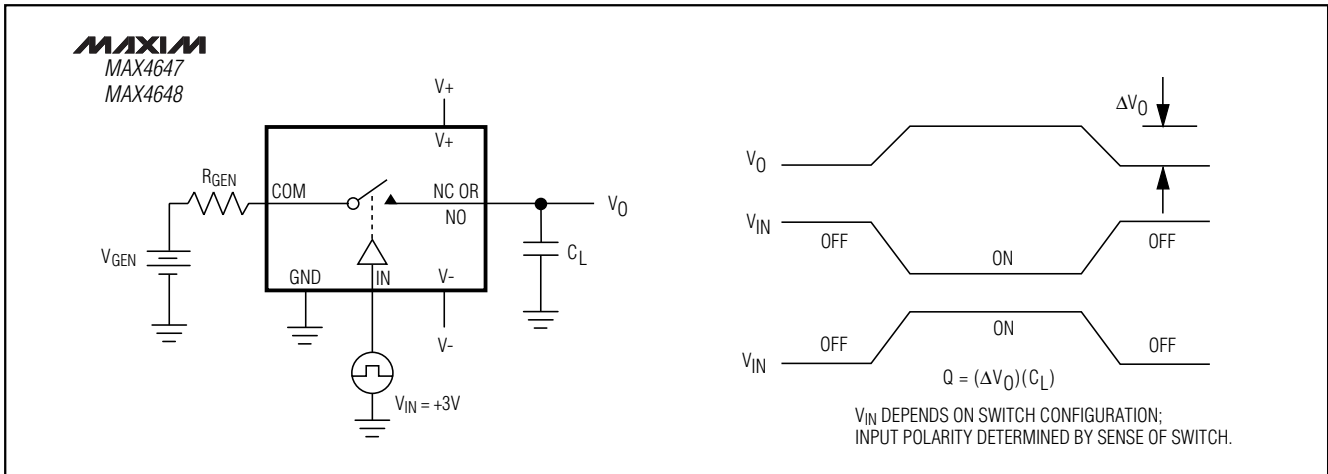 MAXIM
MAX4647
MAX4648
V+
V+
RGEN
COM
NC OR
NO
VO
VGEN
CL
GND
IN
V-
V-
VIN = +3V
ΔVO
VO
VIN
OFF
ON
OFF
VIN
OFF
ON
OFF
Q = (ΔVO)(CL)
VIN DEPENDS ON SWITCH CONFIGURATION;
INPUT POLARITY DETERMINED BY SENSE OF SWITCH.